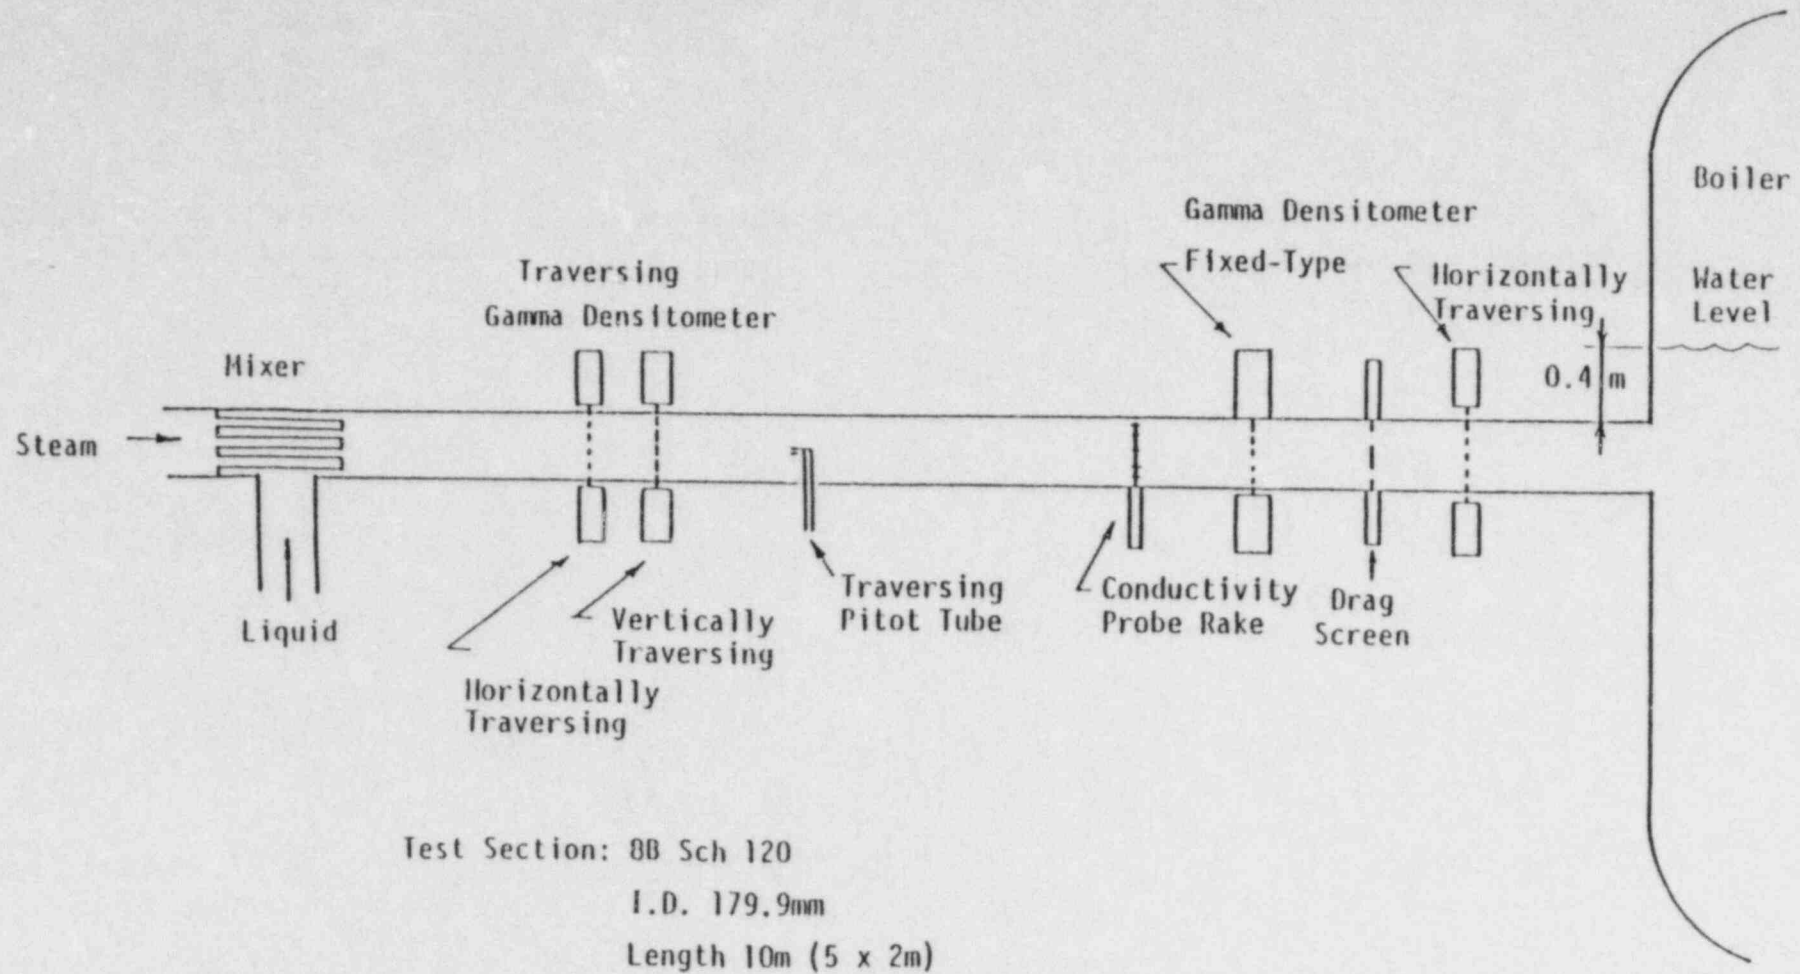 Boiler
Gamma Densitometer
Fixed-Type
Horizontally
Traversing
Water
Level
0.4 m
Traversing
Gamma Densitometer
Mixer
Steam
Liquid
Horizontally
Traversing
Vertically
Traversing
Traversing
Pitot Tube
Conductivity
Probe Rake
Drag
Screen
Test Section: 8B Sch 120
I.D. 179.9mm
Length 10m (5 x 2m)